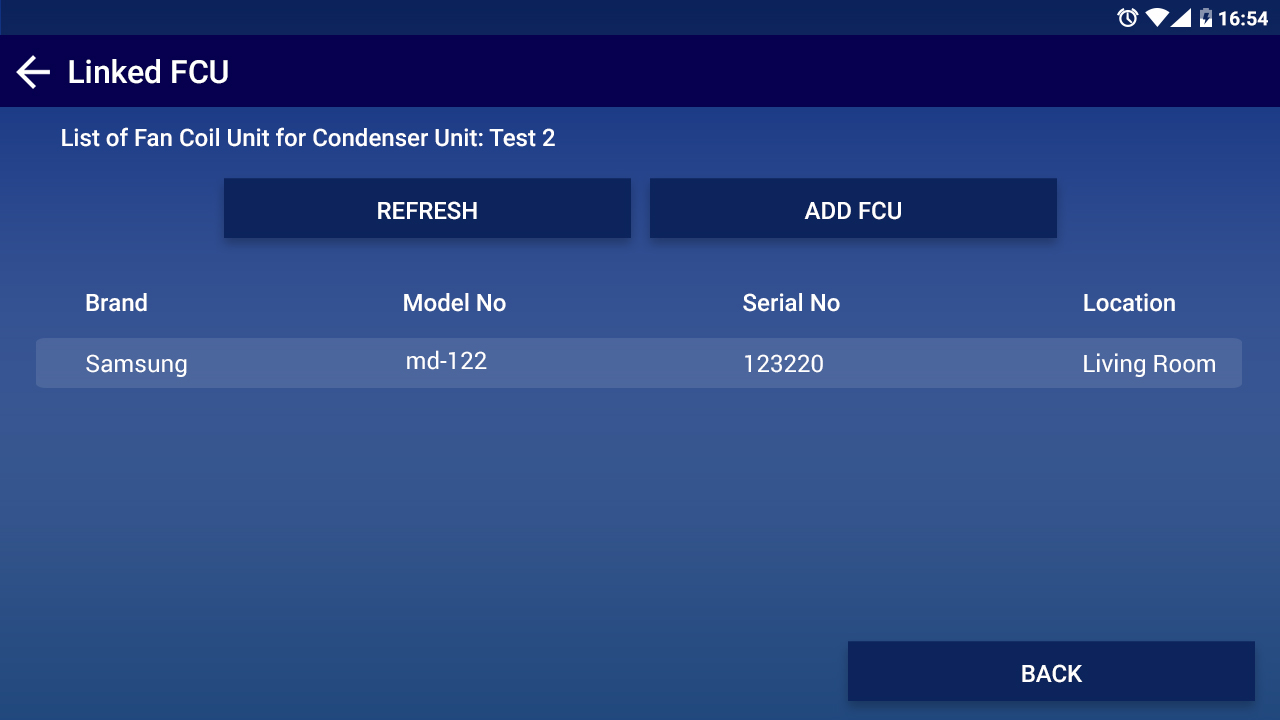 16:54
Linked FCU
List of Fan Coil Unit for Condenser Unit: Test 2
REFRESH ADD FCU
Brand Model No Serial No Location
Samsung md-122 123220 Living Room
BACK